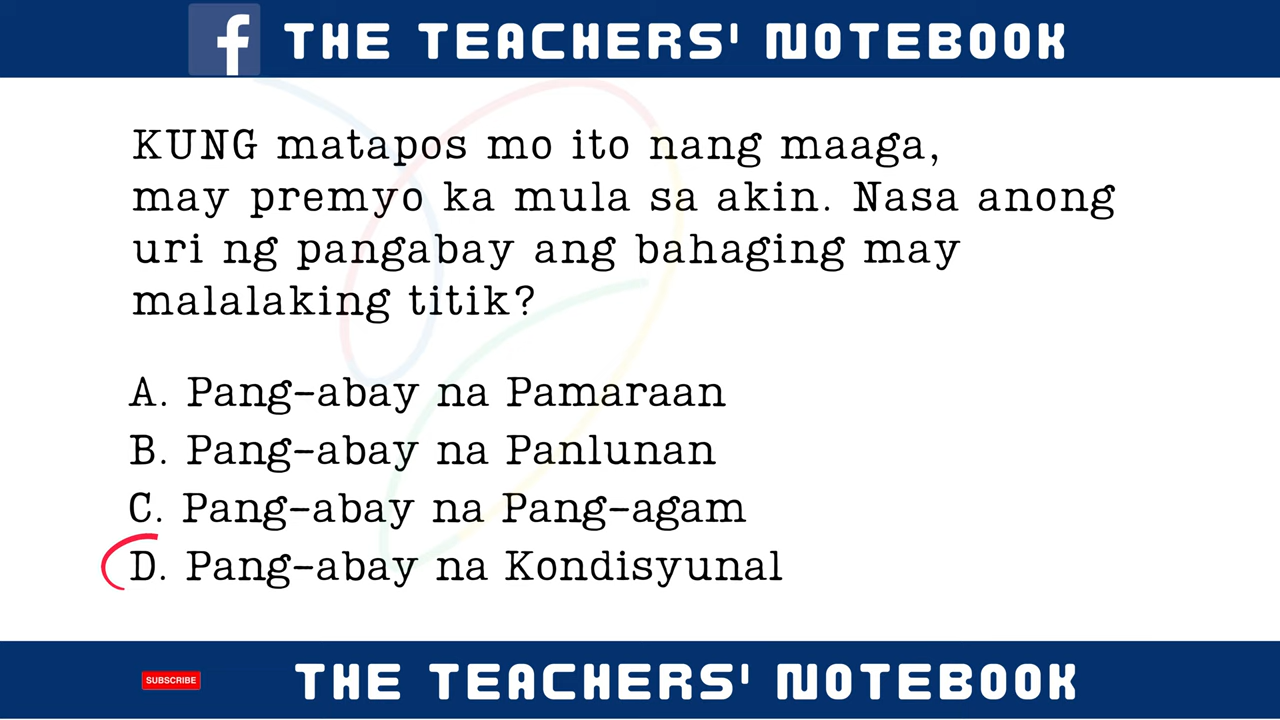 THE TEACHERS' NOTEBOOK
KUNG matapos mo ito nang maaga,
may premyo ka mula sa akin. Nasa anong
uri ng pangabay ang bahaging may
malalaking titik?
A. Pang-abay na Pamaraan
B. Pang-abay na Panlunan
C. Pang-abay na Pang-agam
D. Pang-abay na Kondisyunal
SUBSCRIBE
THE TEACHERS' NOTEBOOK